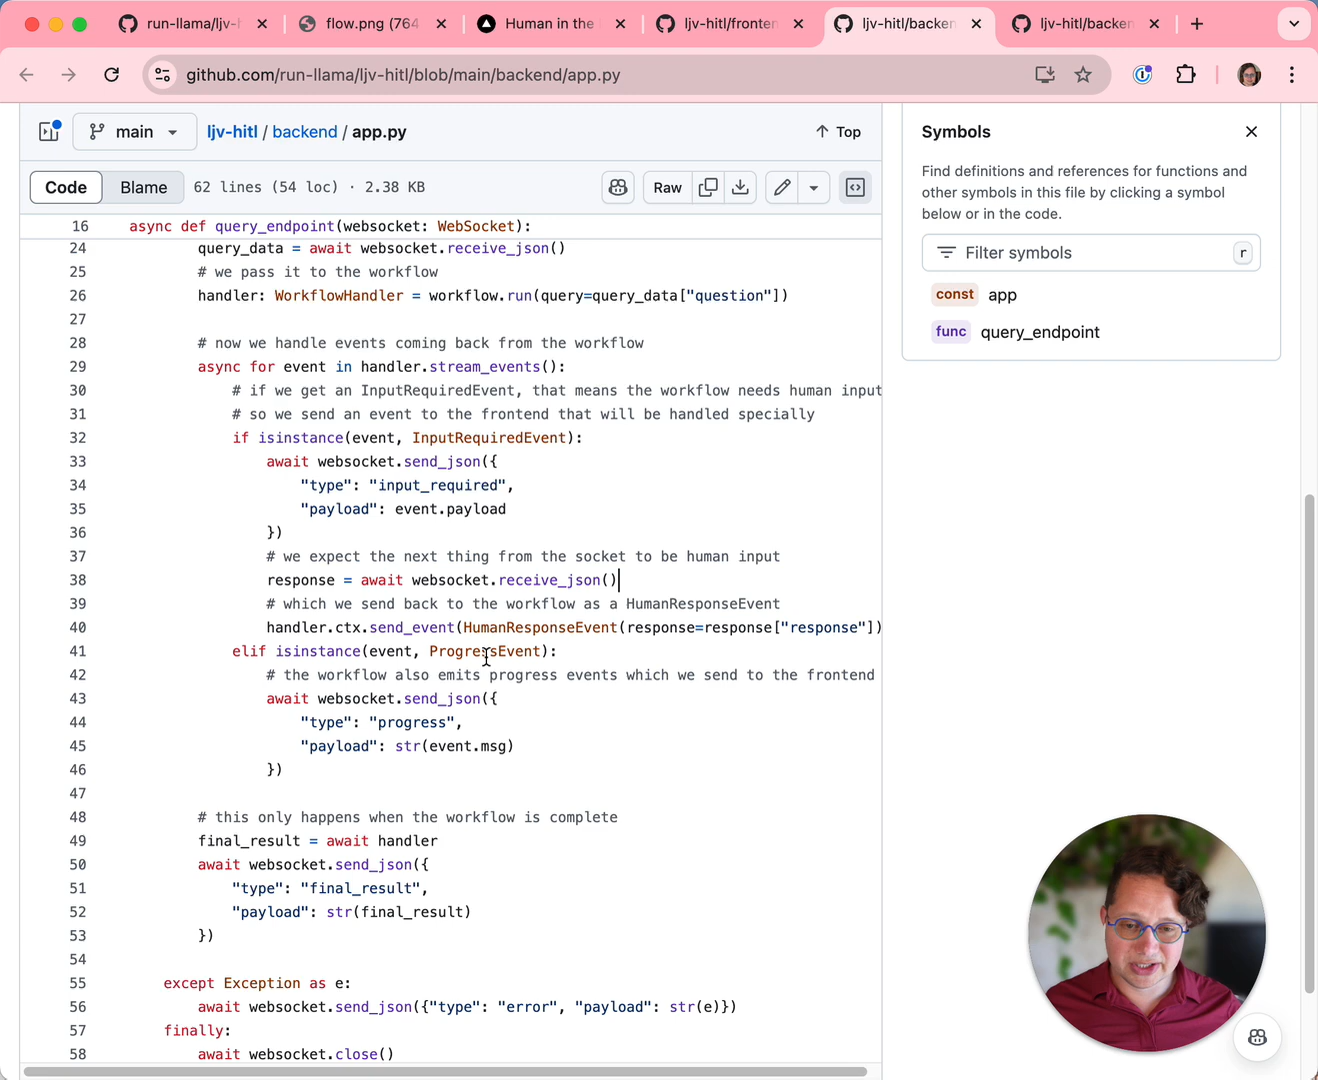 run-llama/ljv-h
flow.png (764
Human in the
ljv-hitl/fronten
ljv-hitl/backen
ljv-hitl/backen
github.com/run-llama/ljv-hitl/blob/main/backend/app.py
main
ljv-hitl / backend / app.py
Top
Code
Blame
62 lines (54 loc) · 2.38 KB
Raw
16 async def query_endpoint(websocket: WebSocket):
24 query_data = await websocket.receive_json()
25 # we pass it to the workflow
26 handler: WorkflowHandler = workflow.run(query=query_data["question"])
27
28 # now we handle events coming back from the workflow
29 async for event in handler.stream_events():
30 # if we get an InputRequiredEvent, that means the workflow needs human input
31 # so we send an event to the frontend that will be handled specially
32 if isinstance(event, InputRequiredEvent):
33 await websocket.send_json({
34 "type": "input_required",
35 "payload": event.payload
36 })
37 # we expect the next thing from the socket to be human input
38 response = await websocket.receive_json()
39 # which we send back to the workflow as a HumanResponseEvent
40 handler.ctx.send_event(HumanResponseEvent(response=response["response"])
41 elif isinstance(event, ProgressEvent):
42 # the workflow also emits progress events which we send to the frontend
43 await websocket.send_json({
44 "type": "progress",
45 "payload": str(event.msg)
46 })
47
48 # this only happens when the workflow is complete
49 final_result = await handler
50 await websocket.send_json({
51 "type": "final_result",
52 "payload": str(final_result)
53 })
54
55 except Exception as e:
56 await websocket.send_json({"type": "error", "payload": str(e)})
57 finally:
58 await websocket.close()
Symbols
Find definitions and references for functions and
other symbols in this file by clicking a symbol
below or in the code.
Filter symbols
r
const app
func query_endpoint